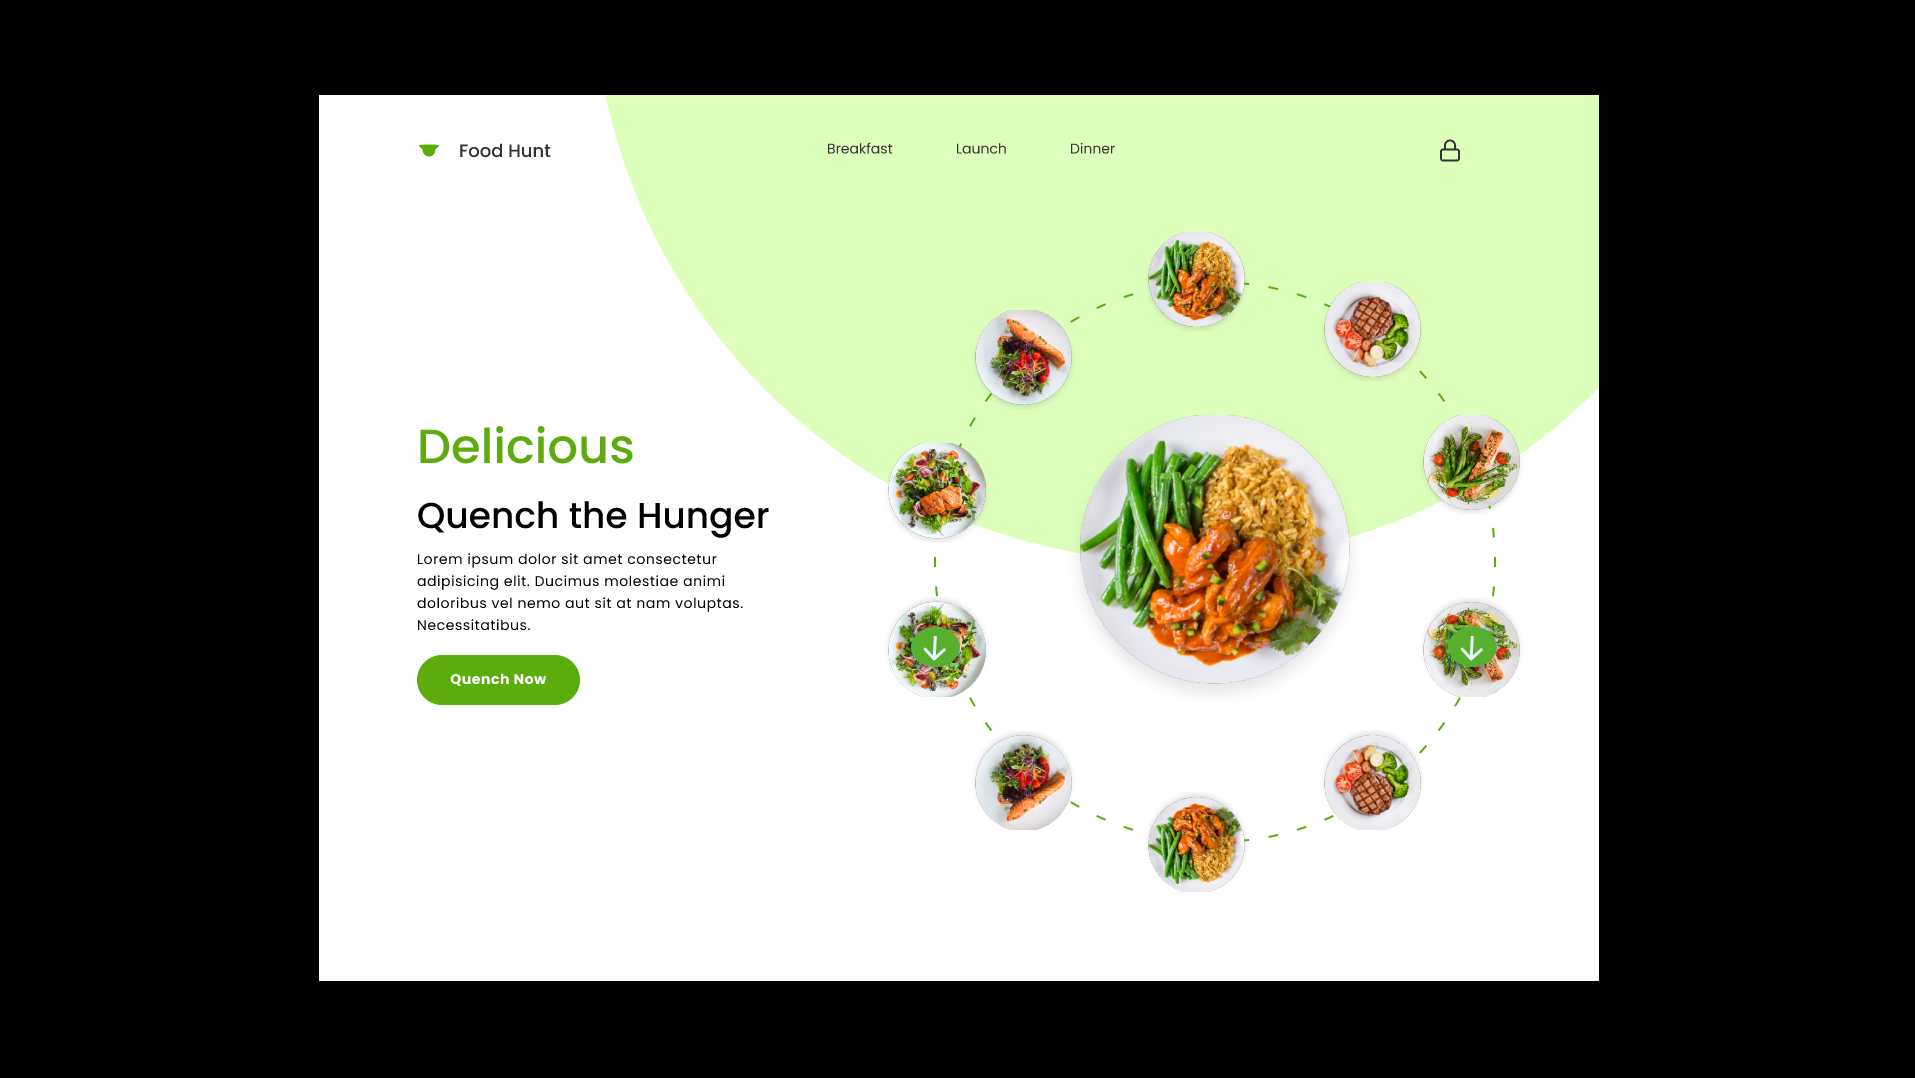 Food Hunt
Breakfast
Launch
Dinner
Delicious
Quench the Hunger
Lorem ipsum dolor sit amet consectetur
adipisicing elit. Ducimus molestiae animi
doloribus vel nemo aut sit at nam voluptas.
Necessitatibus.
Quench Now